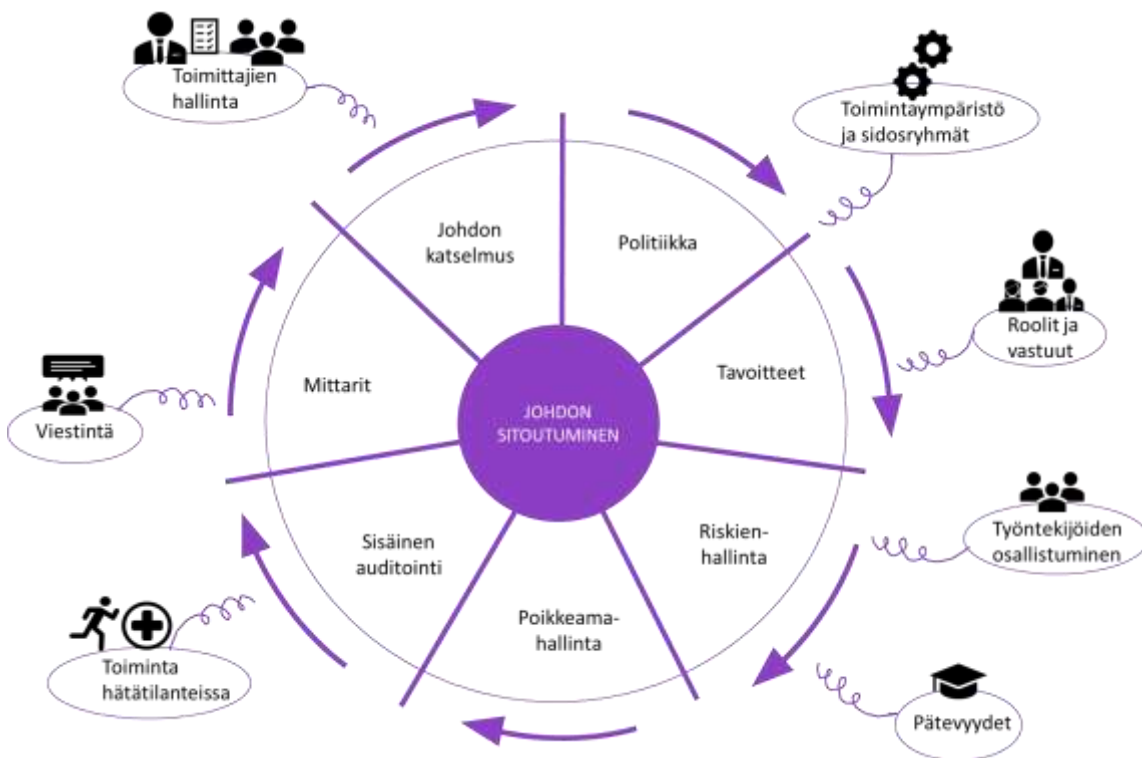 Toimittajien
hallinta
Toimintaympäristö
ja sidosryhmät
Johdon
katselmus
Politiikka
Roolit ja
vastuut
Mittarit
Tavoitteet
JOHDON
SITOUTUMINEN
Viestintä
Työntekijöiden
osallistuminen
Riskien-
hallinta
Sisäinen
auditointi
Poikkeama-
hallinta
Toiminta
hätätilanteissa
Pätevyydet